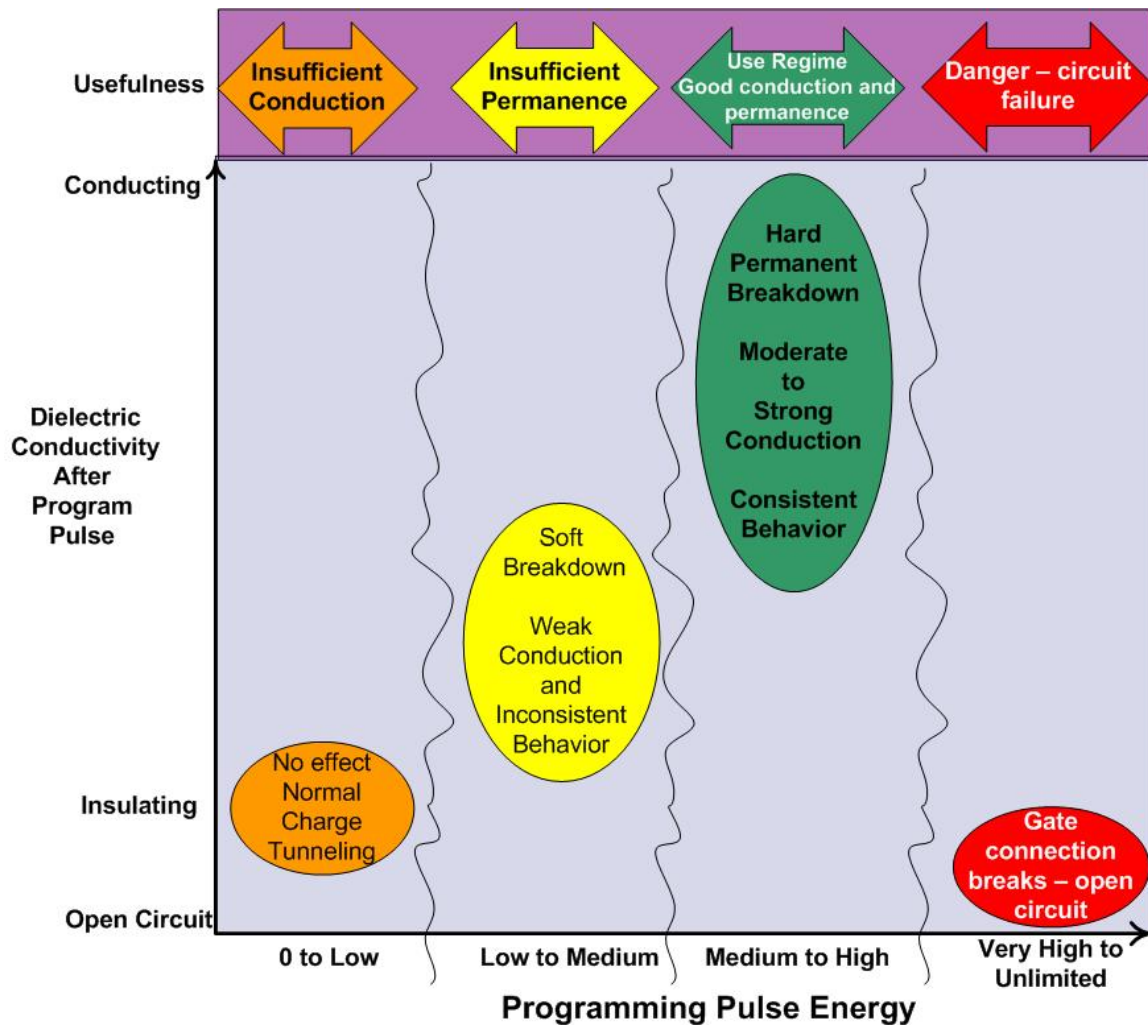 Usefulness
Insufficient
Conduction
Insufficient
Permanence
Use Regime
Good conduction and
permanence
Danger – circuit
failure
Conducting
Dielectric
Conductivity
After
Program
Pulse
Insulating
Open Circuit
No effect
Normal
Charge
Tunneling
Soft
Breakdown
Weak
Conduction
and
Inconsistent
Behavior
Hard
Permanent
Breakdown
Moderate
to
Strong
Conduction
Consistent
Behavior
Gate
connection
breaks – open
circuit
0 to Low
Low to Medium
Medium to High
Very High to
Unlimited
Programming Pulse Energy